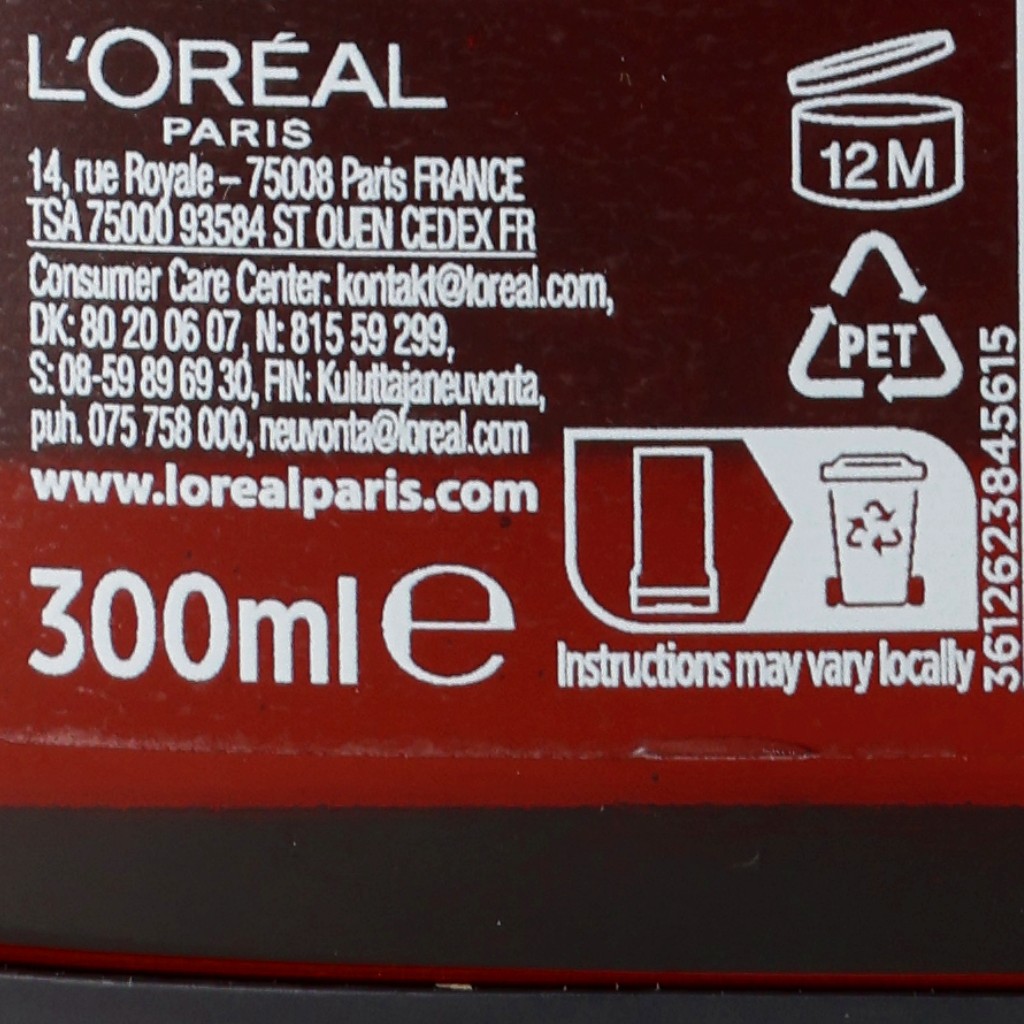 L'ORÉAL
PARIS
14, rue Royale – 75008 Paris FRANCE
TSA 75000 93584 ST OUEN CEDEX FR
Consumer Care Center: kontakt@loreal.com,
DK: 80 20 06 07, N: 815 59 299,
S: 08-59 89 69 30, FIN: Kuluttajaneuvonta,
puh. 075 758 000, neuvonta@loreal.com
www.lorealparis.com
300ml e
12 M
PET
Instructions may vary locally
3612623845615